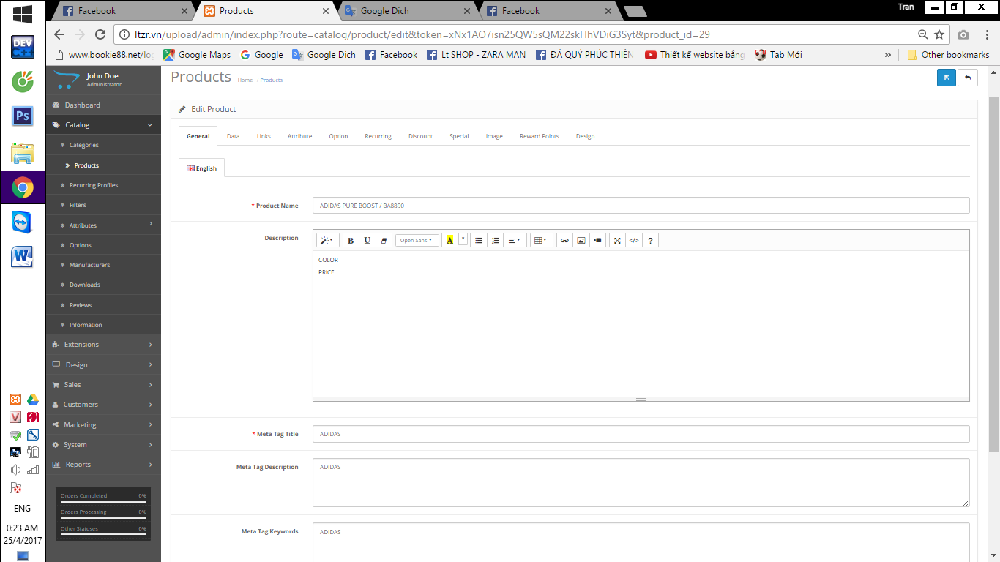 Facebook
Products
Google Dịch
Facebook
Tran
ltzr.vn/upload/admin/index.php?route=catalog/product/edit&token=xNx1AO7isn25QW5sQM22skHhVDiG3Syt&product_id=29
www.bookie88.net/log
Google Maps
Google
Google Dịch
Facebook
Lt SHOP - ZARA MAN
ĐÁ QUÝ PHÚC THIỆN
Thiết kế website bằng
Tab Mới
» Other bookmarks
DEV
Ps
John Doe
Administrator
Dashboard
Catalog
Categories
Products
Recurring Profiles
Filters
Attributes
Options
Manufacturers
Downloads
Reviews
Information
Extensions
Design
Sales
Customers
Marketing
System
Reports
Orders Completed 0%
Orders Processing 0%
Other Statuses 0%
ENG
0:23 AM
25/4/2017
Products Home / Products
Edit Product
General Data Links Attribute Option Recurring Discount Special Image Reward Points Design
English
* Product Name ADIDAS PURE BOOST / BA8890
Description
B U Open Sans A </> ?
COLOR
PRICE
* Meta Tag Title ADIDAS
Meta Tag Description ADIDAS
Meta Tag Keywords ADIDAS